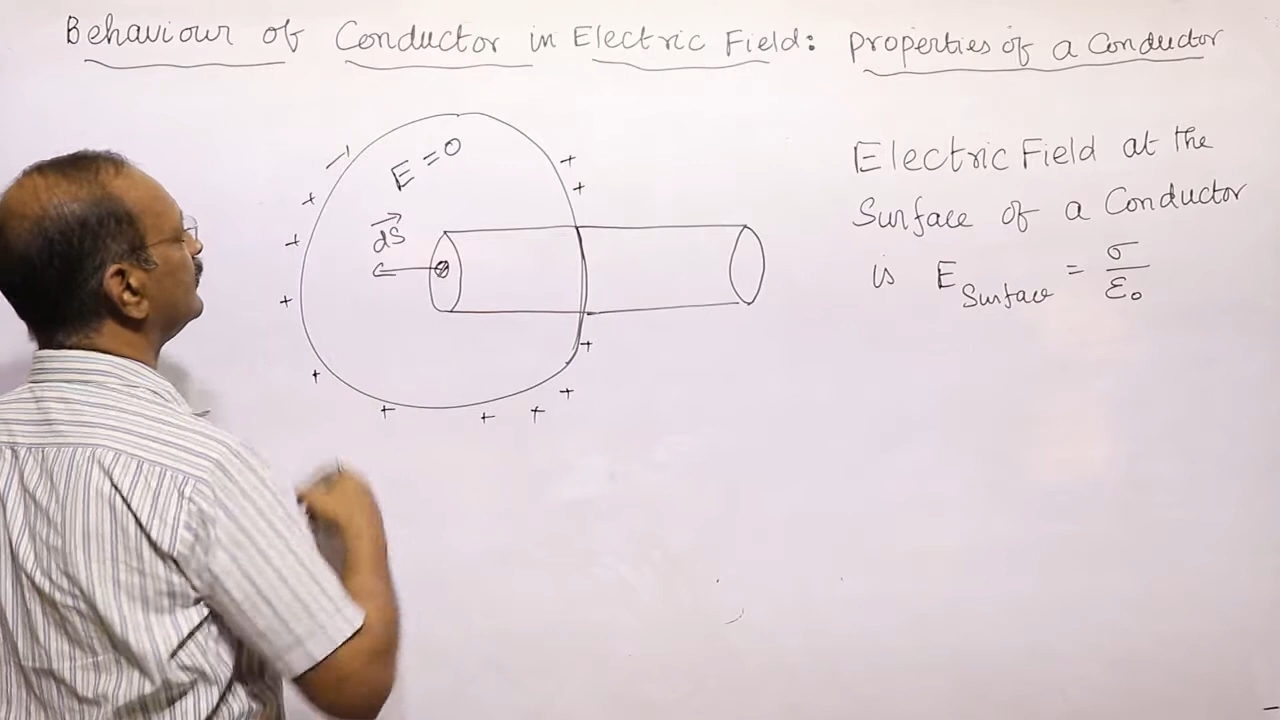 Behaviour of Conductor in Electric Field: Properties of a Conductor
E = 0
dS
Electric Field at the
Surface of a Conductor
is E Surface = σ/ε₀